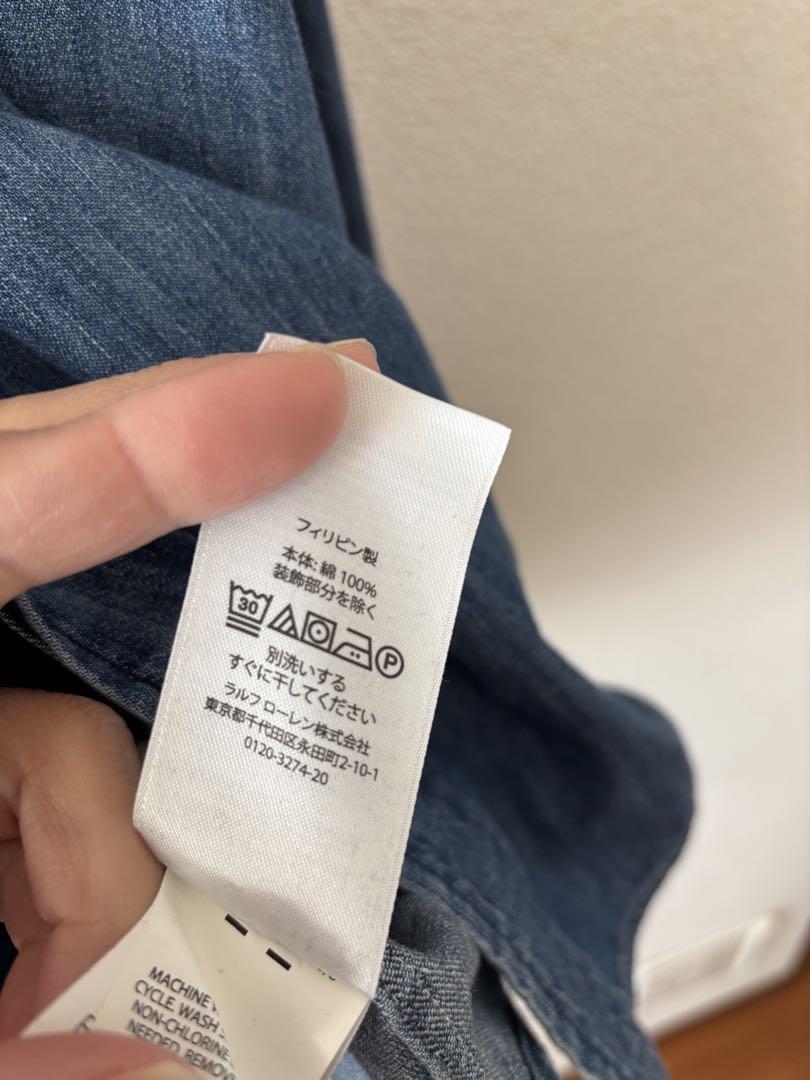 フィリピン製
本体: 綿 100%
装飾部分を除く
30 P
別洗いする
すぐに干してください
ラルフ ローレン株式会社
東京都千代田区永田町2-10-1
0120-3274-20
MACHINE
CYCLE. WASH
NON-CHLORINE
NEEDED. REMOV